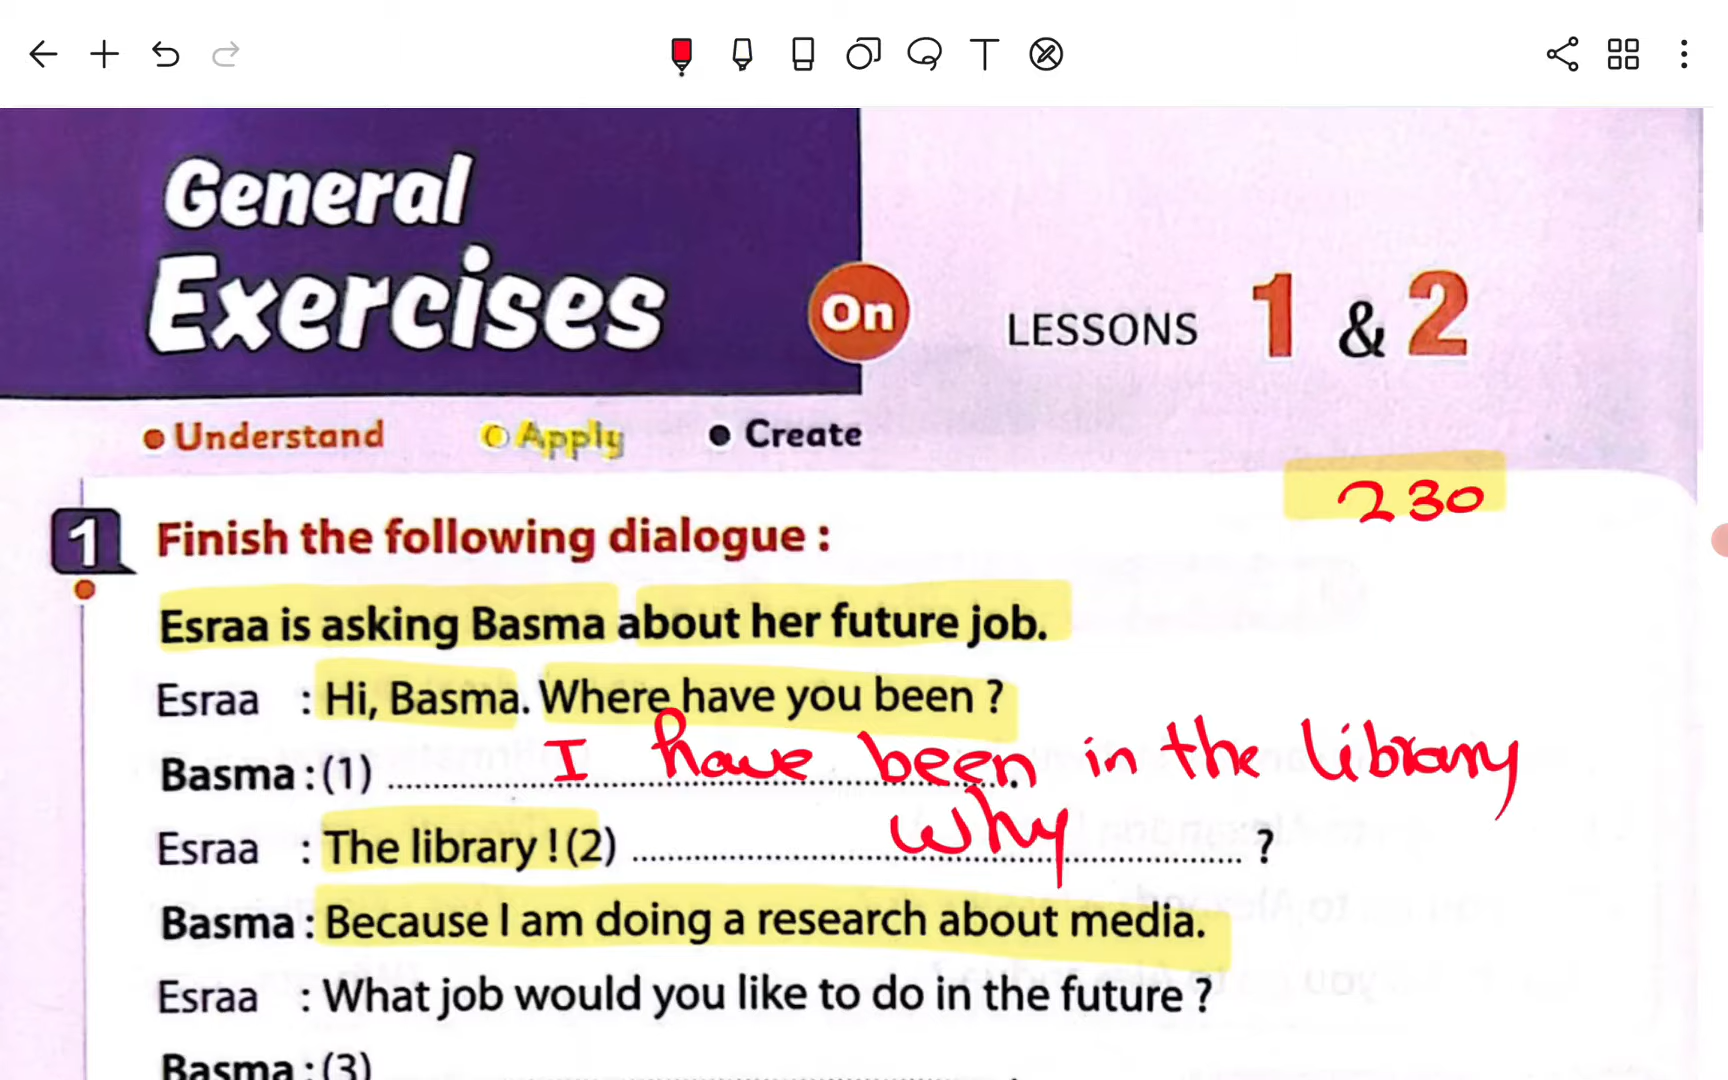 General
Exercises
On
LESSONS 1 & 2
Understand Apply Create
230
1 Finish the following dialogue :
Esraa is asking Basma about her future job.
Esraa : Hi, Basma. Where have you been ?
I have been in the library
Basma : (1) .
why
Esraa : The library ! (2) ?
Basma : Because I am doing a research about media.
Esraa : What job would you like to do in the future ?
Basma : (3) .